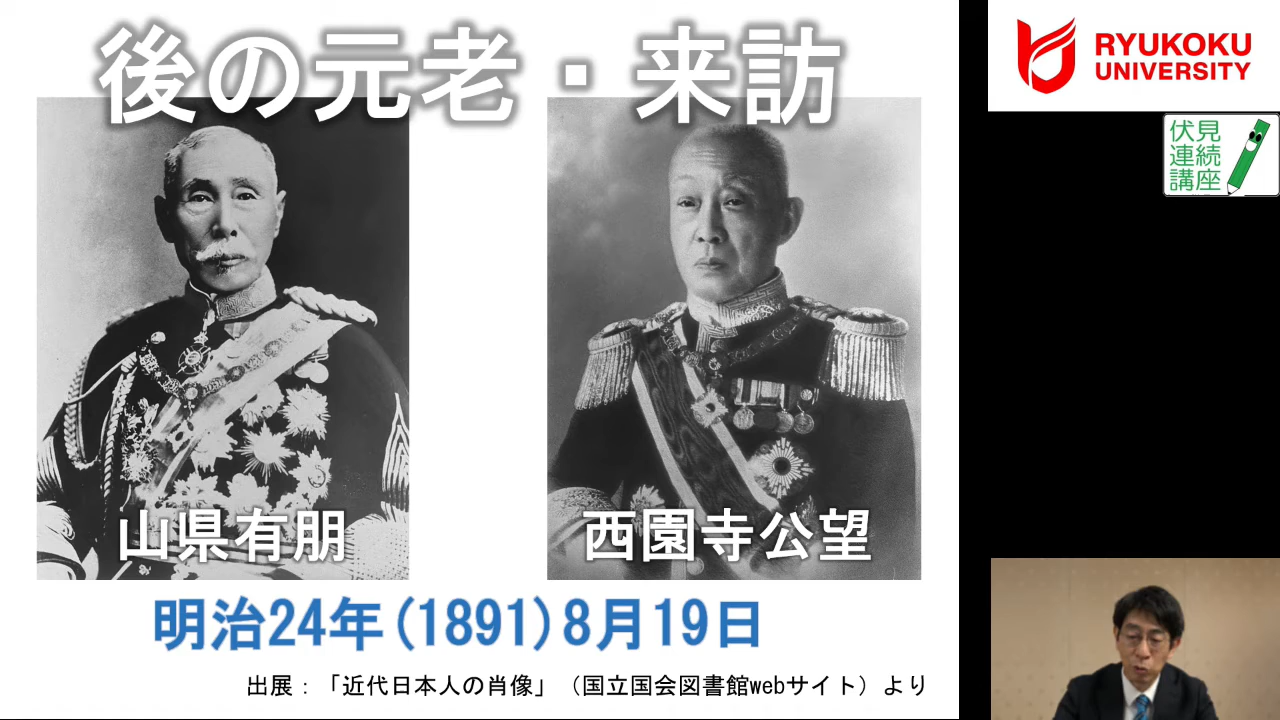 後の元老・来訪
山県有朋
西園寺公望
明治24年(1891)8月19日
出展：「近代日本人の肖像」（国立国会図書館webサイト）より
RYUKOKU
UNIVERSITY
伏見
連続
講座